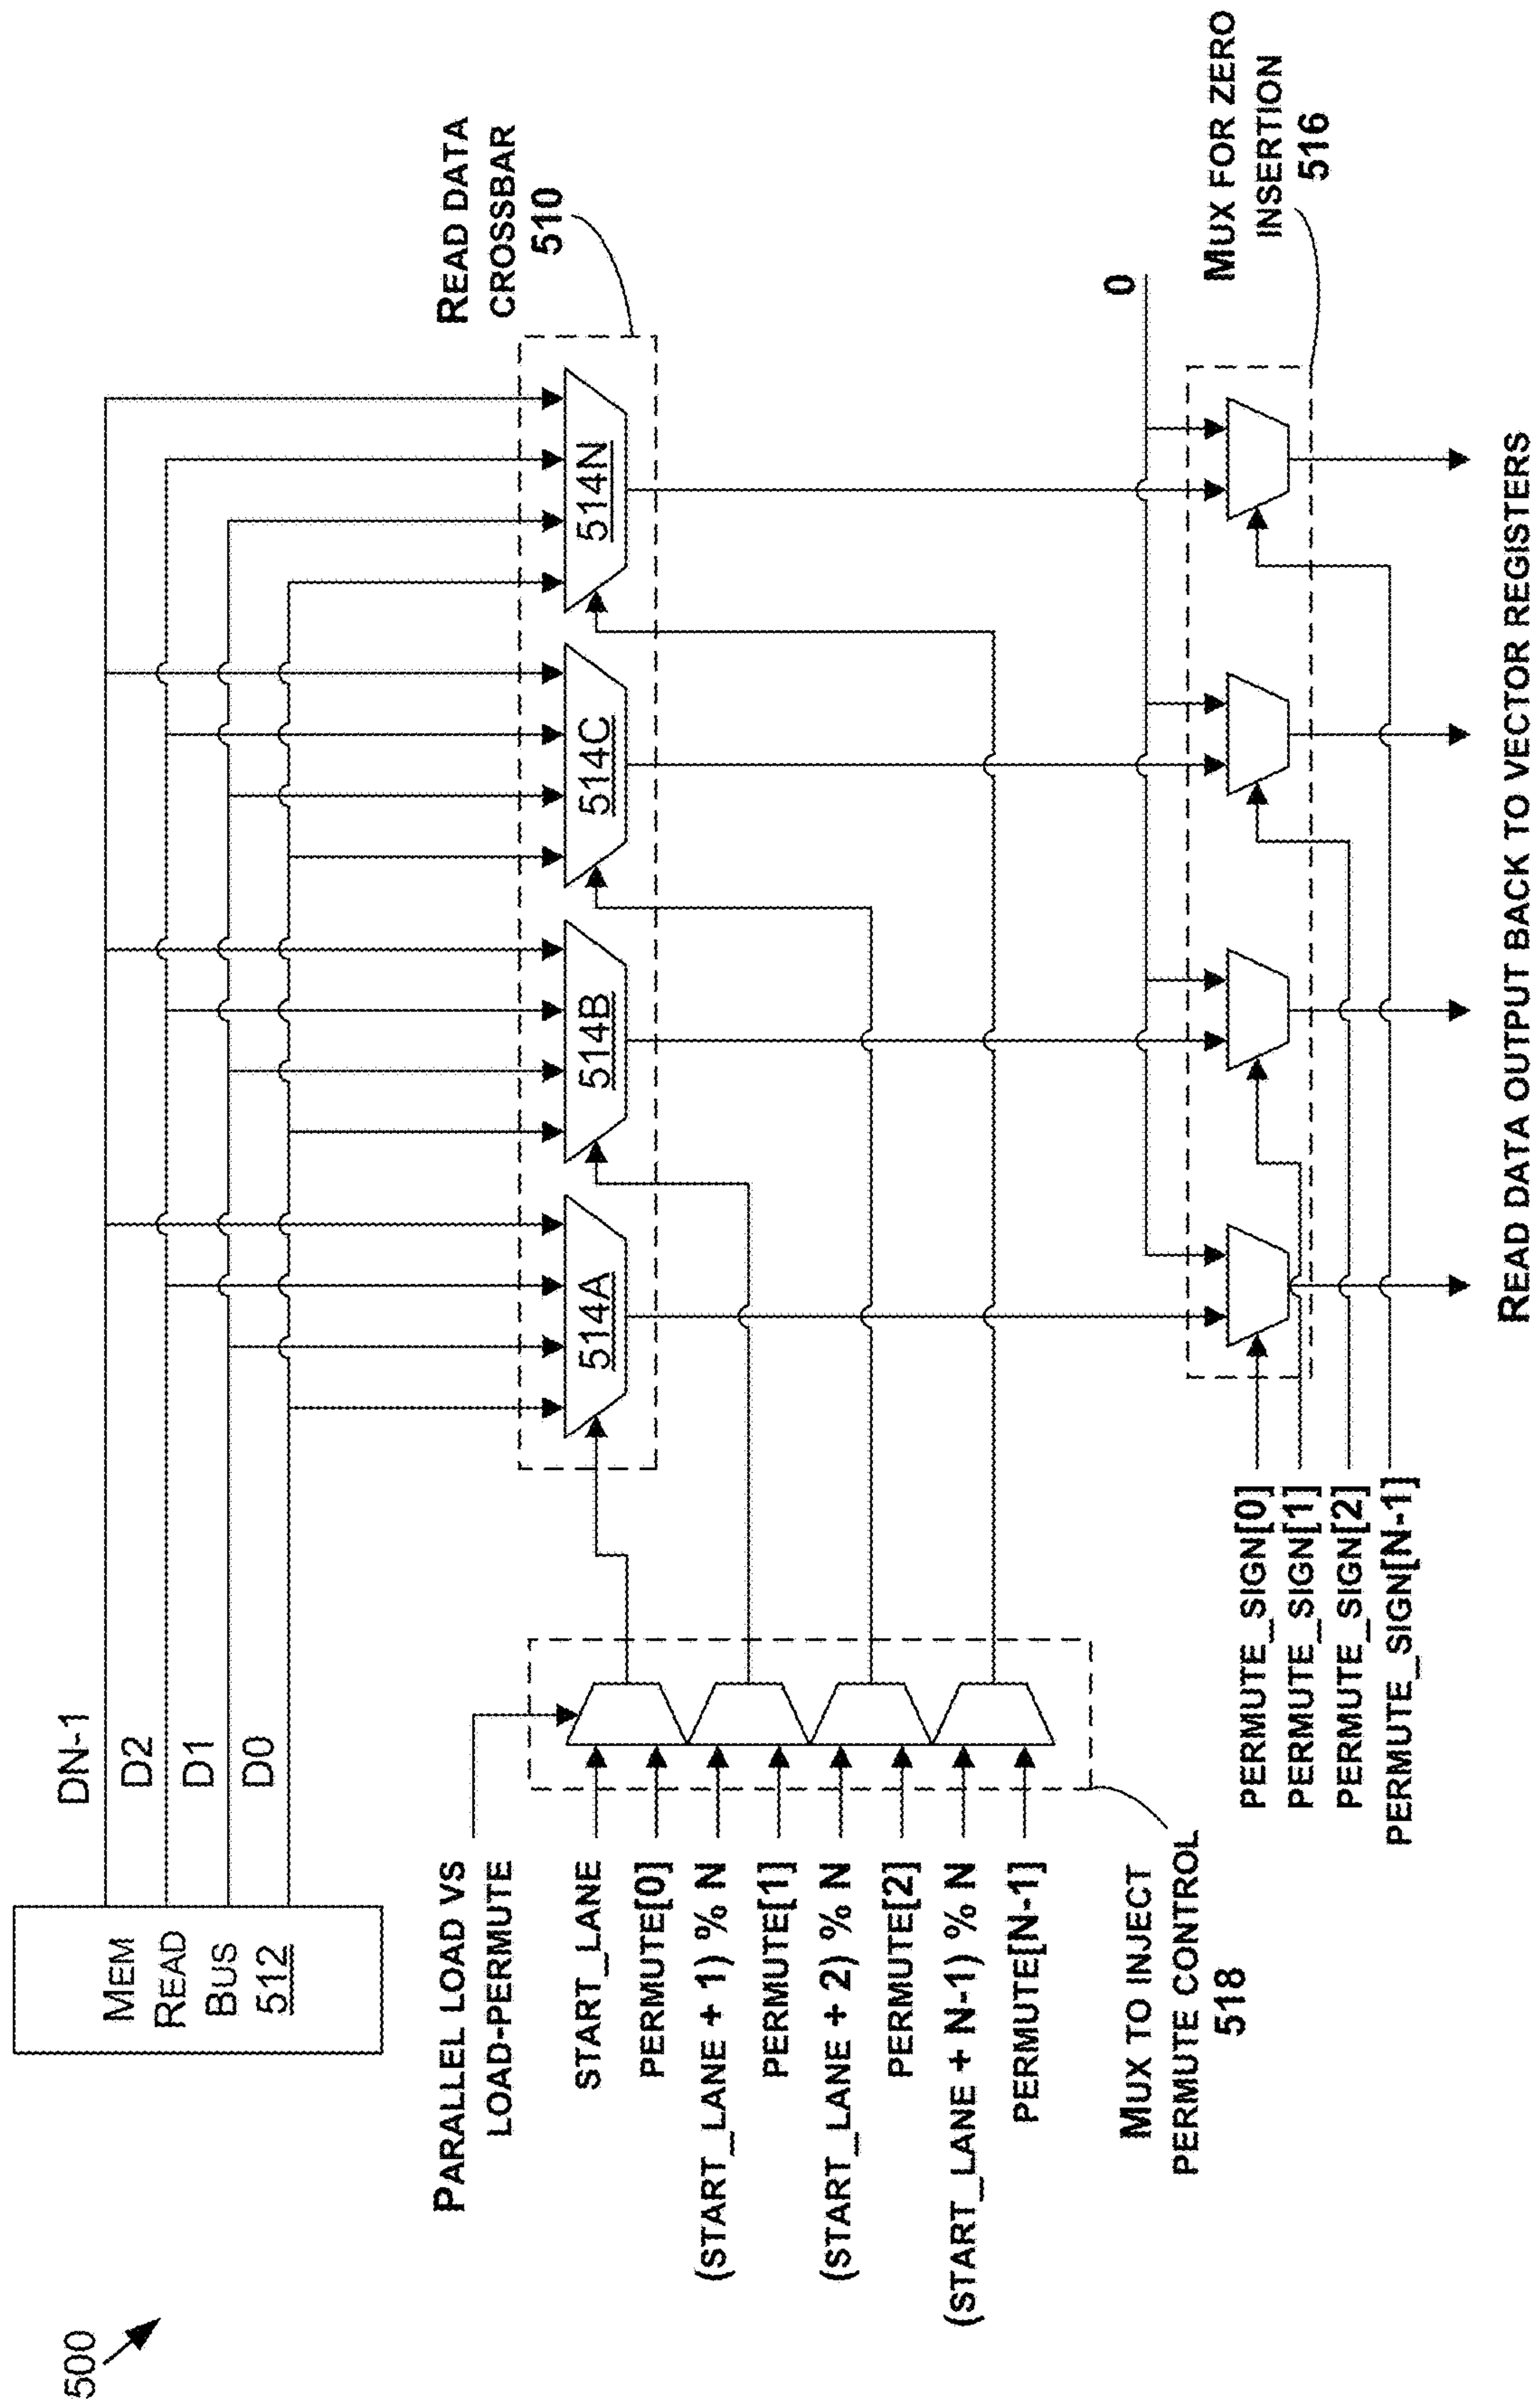 500
MEM
READ
BUS
512
DN-1
D2
D1
D0
READ DATA
CROSSBAR
510
PARALLEL LOAD VS
LOAD-PERMUTE
514A
514B
514C
514N
START_LANE
PERMUTE[0]
(START_LANE + 1) % N
PERMUTE[1]
(START_LANE + 2) % N
PERMUTE[2]
(START_LANE + N-1) % N
PERMUTE[N-1]
MUX TO INJECT
PERMUTE CONTROL
518
0
MUX FOR ZERO
INSERTION
516
PERMUTE_SIGN[0]
PERMUTE_SIGN[1]
PERMUTE_SIGN[2]
PERMUTE_SIGN[N-1]
READ DATA OUTPUT BACK TO VECTOR REGISTERS